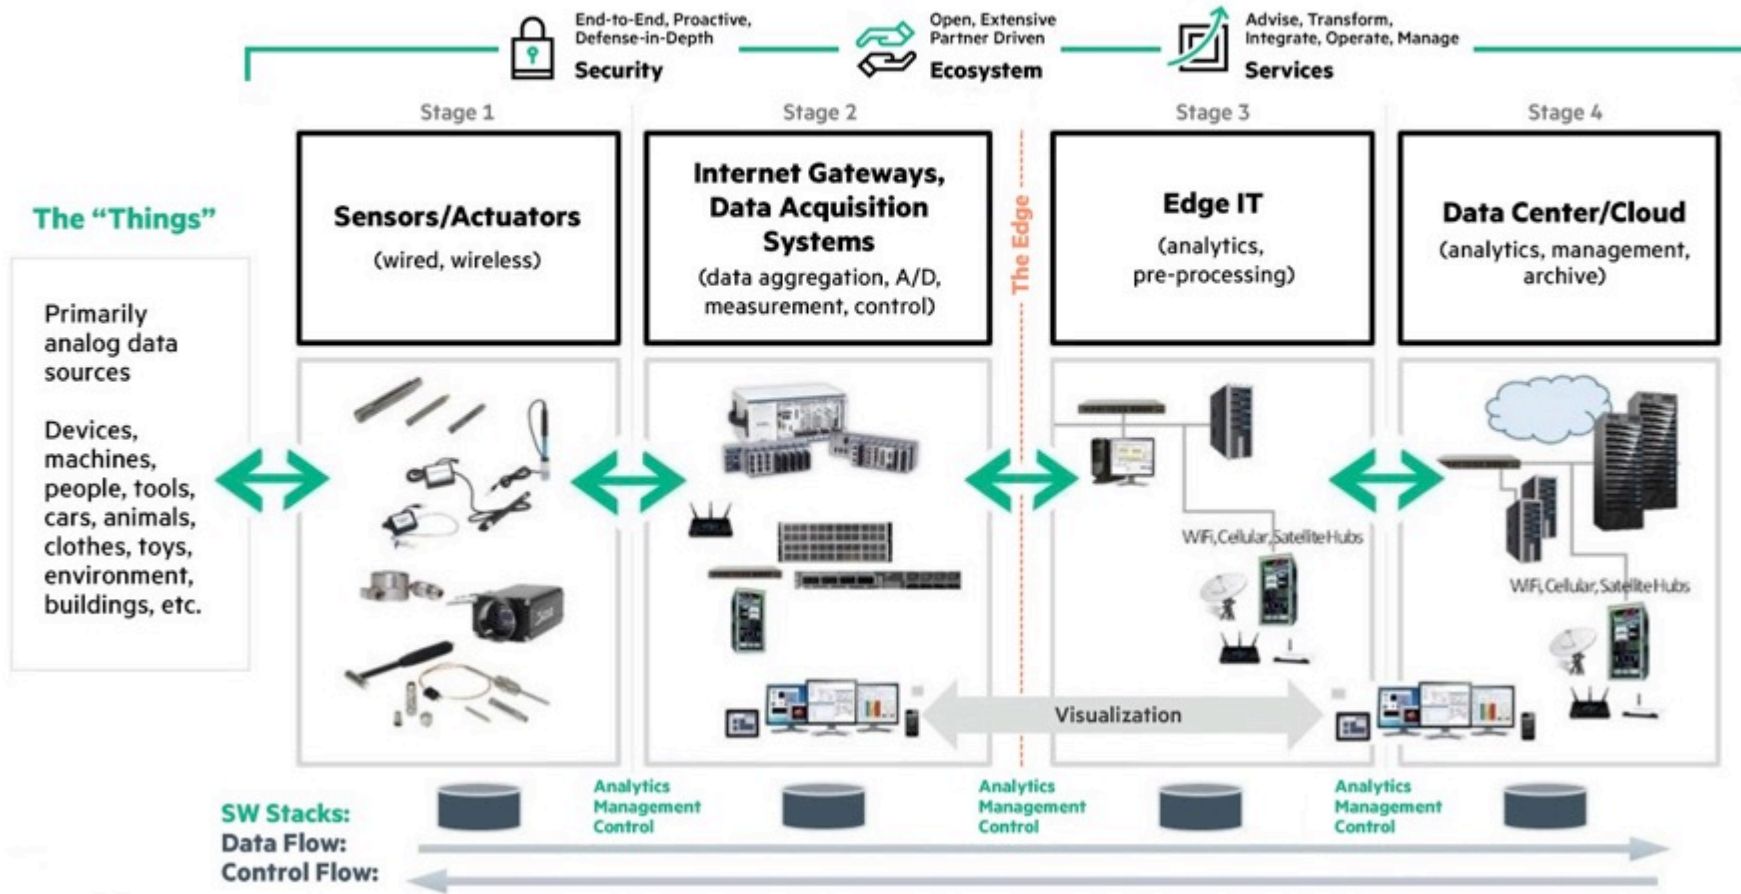 End-to-End, Proactive,
Defense-in-Depth
Security
Open, Extensive
Partner Driven
Ecosystem
Advise, Transform,
Integrate, Operate, Manage
Services
Stage 1
Stage 2
Stage 3
Stage 4
The “Things”
Primarily
analog data
sources
Devices,
machines,
people, tools,
cars, animals,
clothes, toys,
environment,
buildings, etc.
Sensors/Actuators
(wired, wireless)
Internet Gateways,
Data Acquisition
Systems
(data aggregation, A/D,
measurement, control)
The Edge
Edge IT
(analytics,
pre-processing)
Data Center/Cloud
(analytics, management,
archive)
WiFi, Cellular, Satellite Hubs
WiFi, Cellular, Satellite Hubs
Visualization
Analytics
Management
Control
Analytics
Management
Control
Analytics
Management
Control
SW Stacks:
Data Flow:
Control Flow: